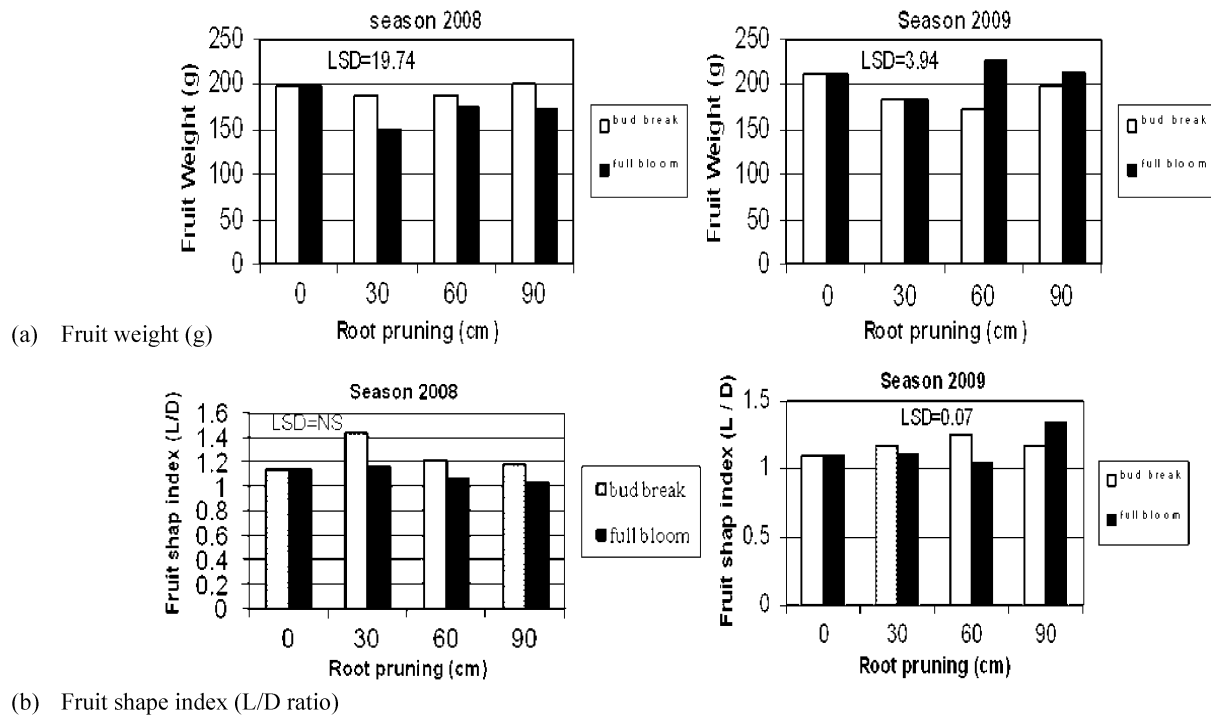 season 2008
LSD=19.74
Fruit Weight (g)
250
200
150
100
50
0
0 30 60 90
Root pruning (cm)
bud break
full bloom
Season 2009
LSD=3.94
Fruit Weight (g)
250
200
150
100
50
0
0 30 60 90
Root pruning (cm)
bud break
full bloom
(a) Fruit weight (g)
Season 2008
LSD=NS
Fruit shap index (L/D)
1.6
1.4
1.2
1
0.8
0.6
0.4
0.2
0
0 30 60 90
Root pruning (cm)
bud break
full bloom
Season 2009
LSD=0.07
Fruit shap index (L / D)
1.5
1
0.5
0
0 30 60 90
Root pruning (cm)
bud break
full bloom
(b) Fruit shape index (L/D ratio)